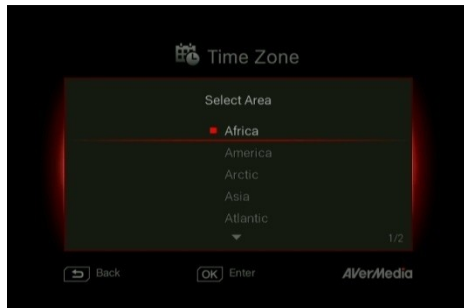 Time Zone
Select Area
Africa
America
Arctic
Asia
Atlantic
1/2
Back
OK Enter
AVerMedia